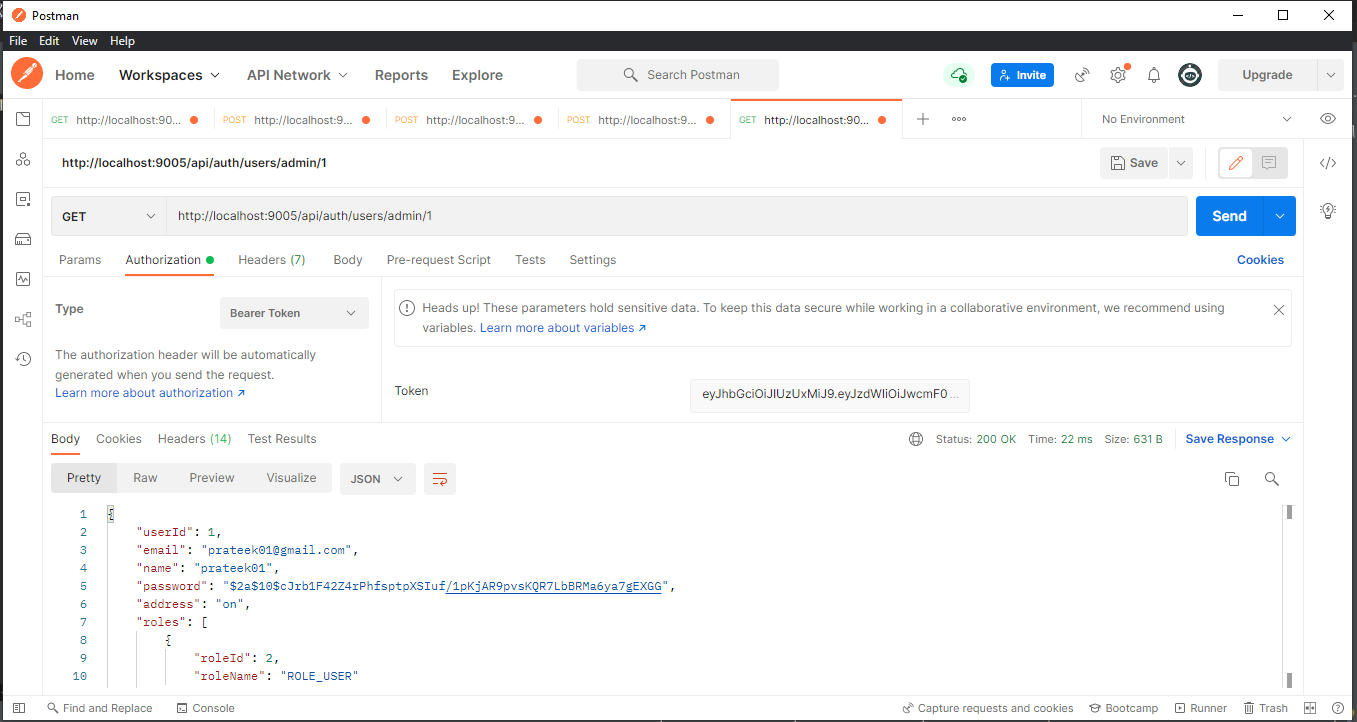 Postman
File Edit View Help
Home Workspaces API Network Reports Explore Search Postman Invite Upgrade
GET http://localhost:90... POST http://localhost:9... POST http://localhost:9... POST http://localhost:9... GET http://localhost:90... No Environment
http://localhost:9005/api/auth/users/admin/1 Save
GET http://localhost:9005/api/auth/users/admin/1 Send
Params Authorization Headers (7) Body Pre-request Script Tests Settings Cookies
Type Bearer Token
The authorization header will be automatically
generated when you send the request.
Learn more about authorization ↗
Heads up! These parameters hold sensitive data. To keep this data secure while working in a collaborative environment, we recommend using
variables. Learn more about variables ↗
Token eyJhbGciOiJIUzUxMiJ9.eyJzdWIiOiJwcmF0 ...
Body Cookies Headers (14) Test Results Status: 200 OK Time: 22 ms Size: 631 B Save Response
Pretty Raw Preview Visualize JSON
1 {
2 "userId": 1,
3 "email": "prateek01@gmail.com",
4 "name": "prateek01",
5 "password": "$2a$10$cJrb1F42Z4rPhfsptpXSIuf/1pKjAR9pvsKQR7LbBRMa6ya7gEXGG",
6 "address": "on",
7 "roles": [
8 {
9 "roleId": 2,
10 "roleName": "ROLE_USER"
Find and Replace Console Capture requests and cookies Bootcamp Runner Trash